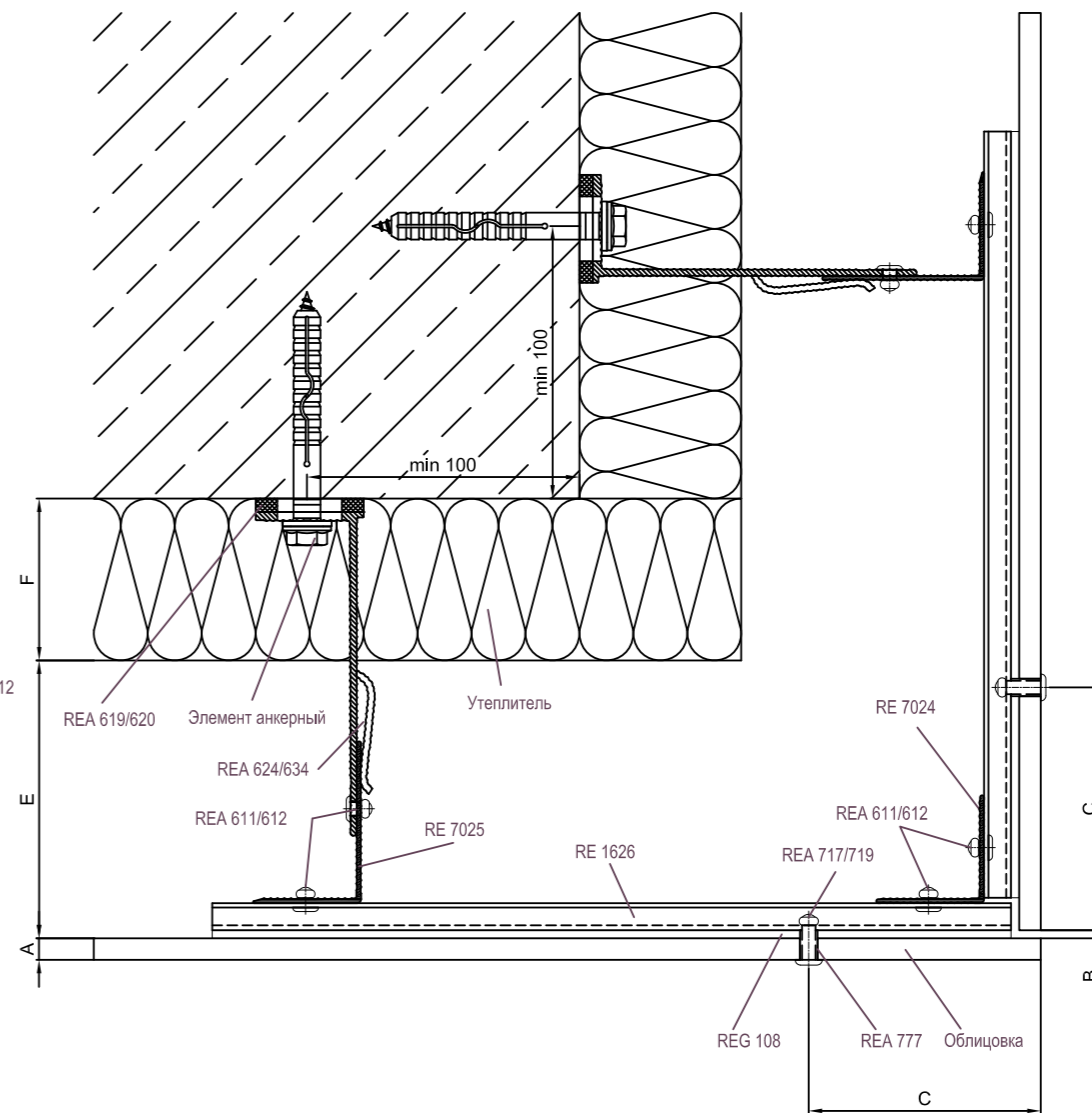 min 100
min 100
F
12
REA 619/620
Элемент анкерный
Утеплитель
RE 7024
REA 624/634
E
C
REA 611/612
REA 611/612
RE 7025
RE 1626
REA 717/719
A
B
REG 108
REA 777
Облицовка
C